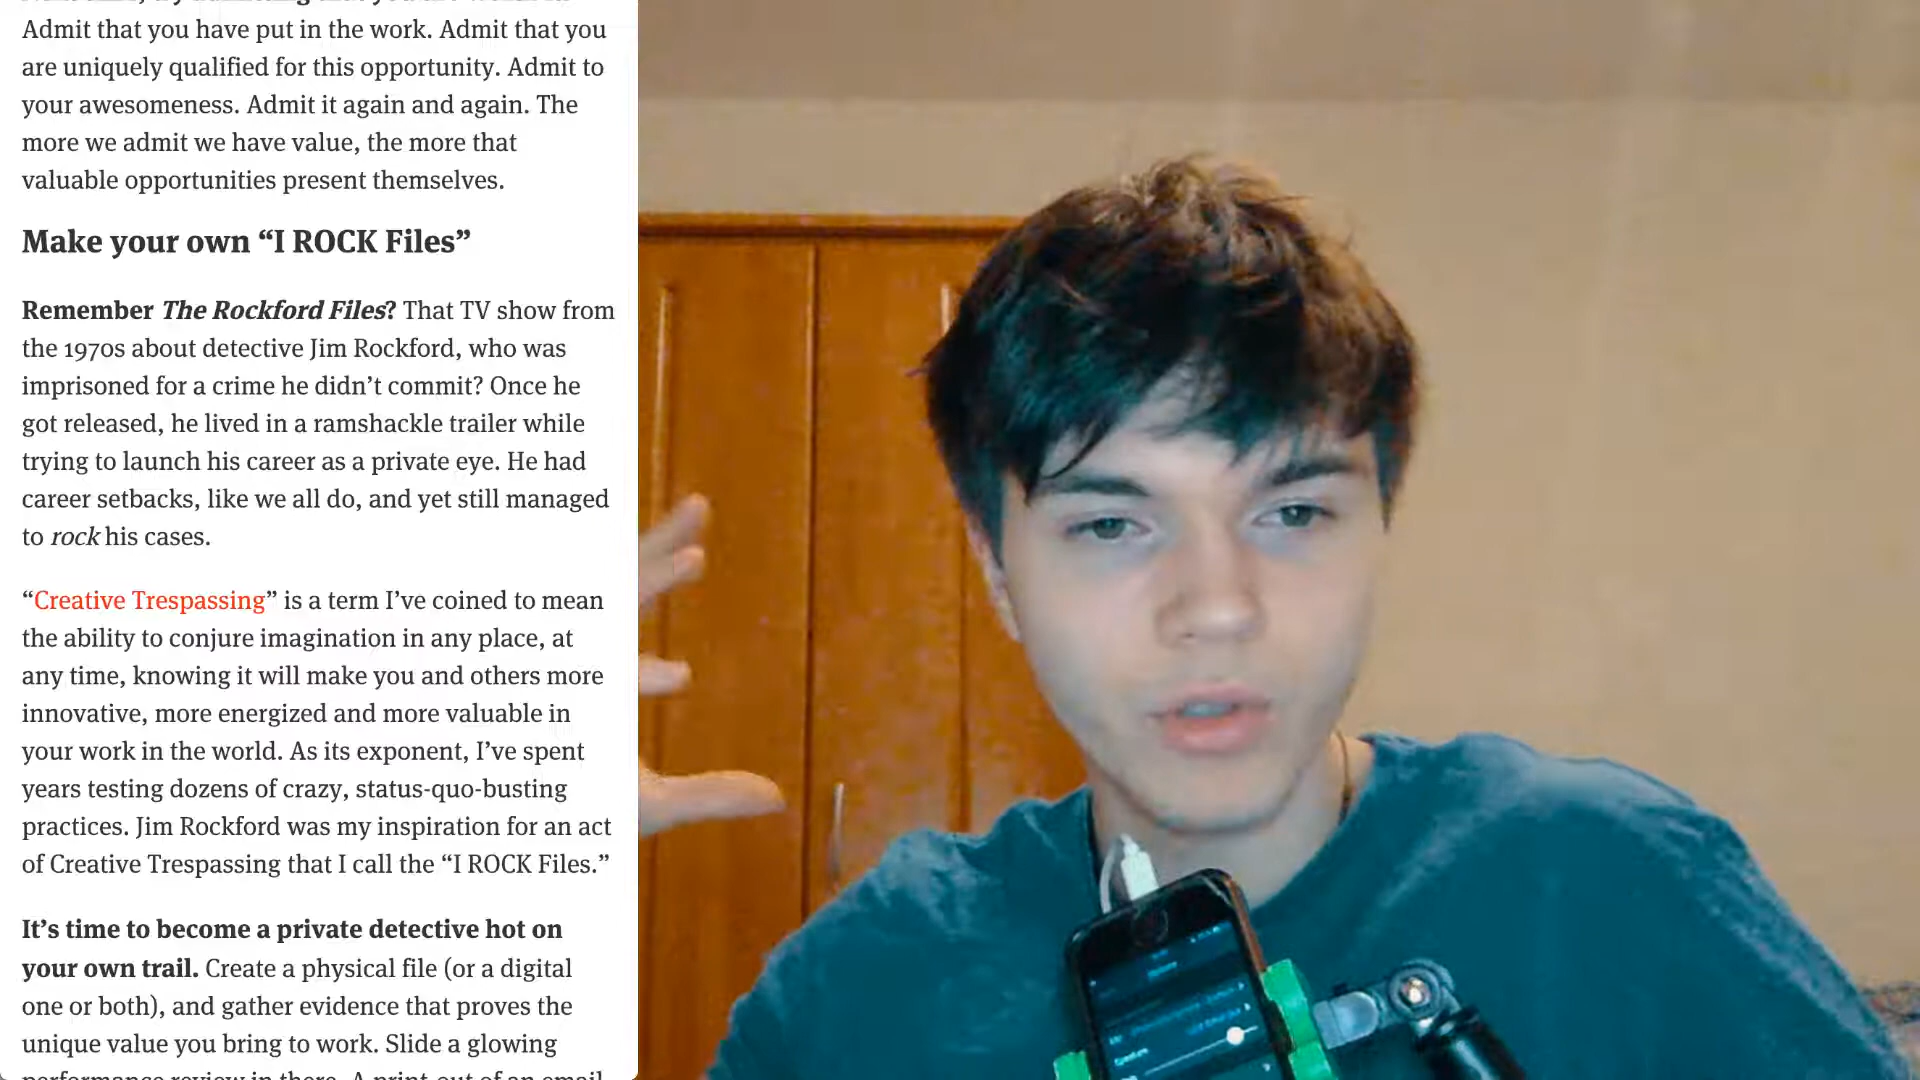 Admit that you have put in the work. Admit that you
are uniquely qualified for this opportunity. Admit to
your awesomeness. Admit it again and again. The
more we admit we have value, the more that
valuable opportunities present themselves.
Make your own “I ROCK Files”
Remember The Rockford Files? That TV show from
the 1970s about detective Jim Rockford, who was
imprisoned for a crime he didn’t commit? Once he
got released, he lived in a ramshackle trailer while
trying to launch his career as a private eye. He had
career setbacks, like we all do, and yet still managed
to rock his cases.
“Creative Trespassing” is a term I’ve coined to mean
the ability to conjure imagination in any place, at
any time, knowing it will make you and others more
innovative, more energized and more valuable in
your work in the world. As its exponent, I’ve spent
years testing dozens of crazy, status-quo-busting
practices. Jim Rockford was my inspiration for an act
of Creative Trespassing that I call the “I ROCK Files.”
It’s time to become a private detective hot on
your own trail. Create a physical file (or a digital
one or both), and gather evidence that proves the
unique value you bring to work. Slide a glowing
performance review in there. A print-out of an email